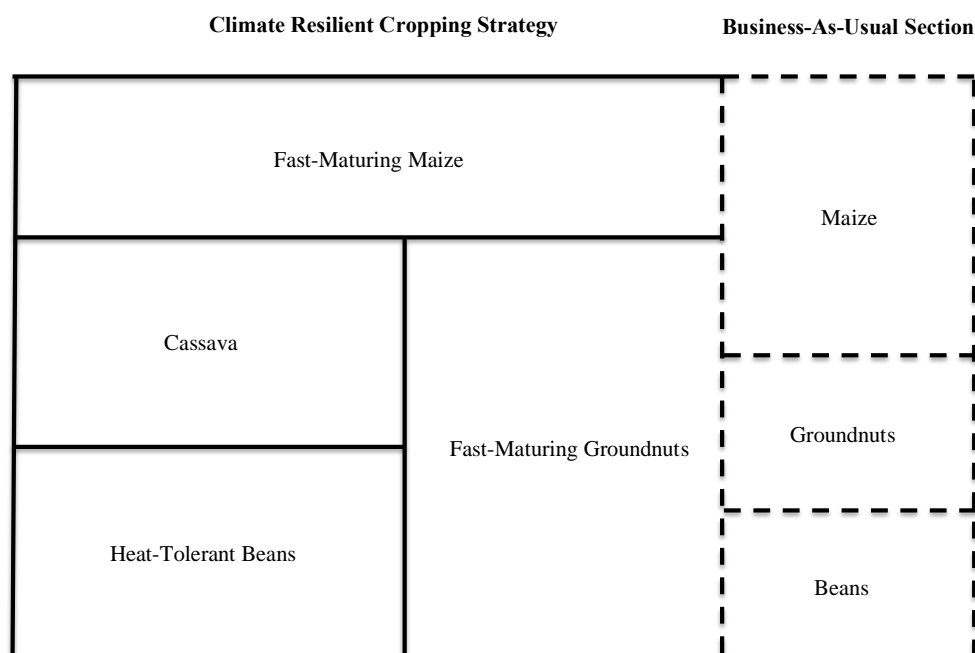 Climate Resilient Cropping Strategy
Business-As-Usual Section
Fast-Maturing Maize
Maize
Cassava
Fast-Maturing Groundnuts
Groundnuts
Heat-Tolerant Beans
Beans